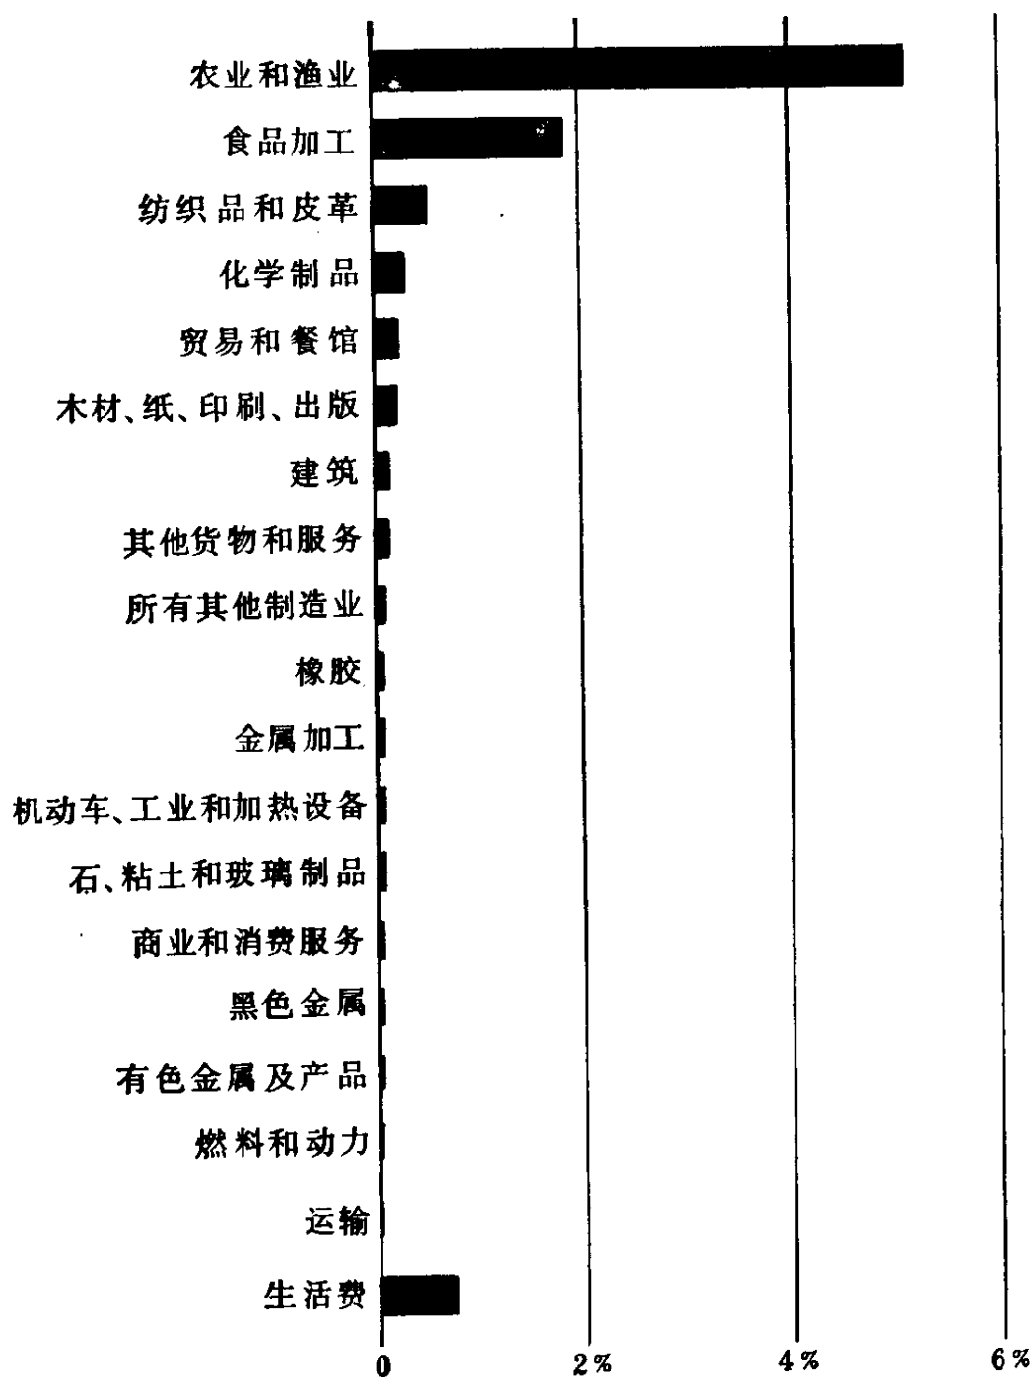 农业和渔业
食品加工
纺织品和皮革
化学制品
贸易和餐馆
木材、纸、印刷、出版
建筑
其他货物和服务
所有其他制造业
橡胶
金属加工
机动车、工业和加热设备
石、粘土和玻璃制品
商业和消费服务
黑色金属
有色金属及产品
燃料和动力
运输
生活费
0 2% 4% 6%